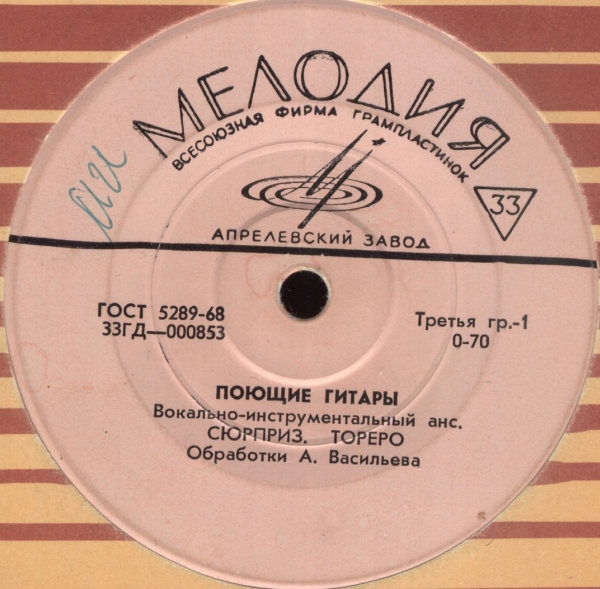 МЕЛОДИЯ
ВСЕСОЮЗНАЯ ФИРМА ГРАМПЛАСТИНОК
33
АПРЕЛЕВСКИЙ ЗАВОД
ГОСТ 5289-68
33ГД—000853
Третья гр.-1
0-70
ПОЮЩИЕ ГИТАРЫ
Вокально-инструментальный анс.
СЮРПРИЗ. ТОРЕРО
Обработки А. Васильева